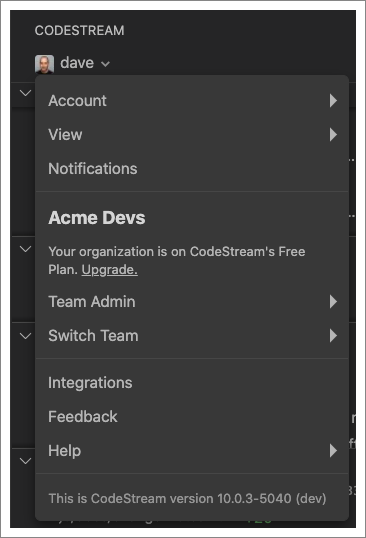 CODESTREAM
dave
Account
View
Notifications
Acme Devs
Your organization is on CodeStream's Free
Plan. Upgrade.
Team Admin
Switch Team
Integrations
Feedback
Help
This is CodeStream version 10.0.3-5040 (dev)